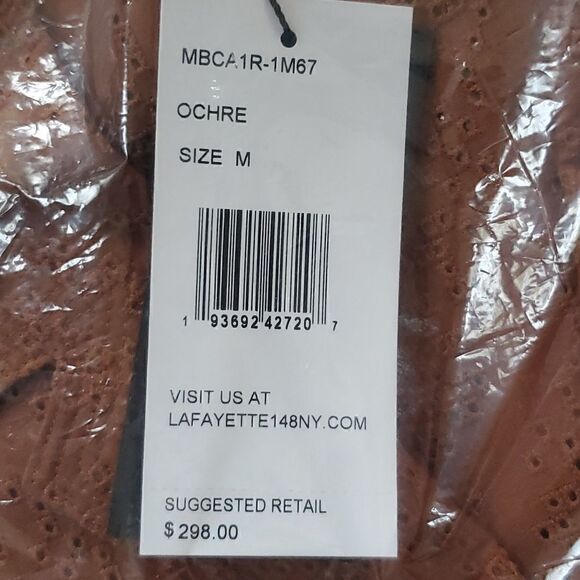 MBCA1R-1M67
OCHRE
SIZE M
1 93692 42720 7
VISIT US AT
LAFAYETTE148NY.COM
SUGGESTED RETAIL
$ 298.00